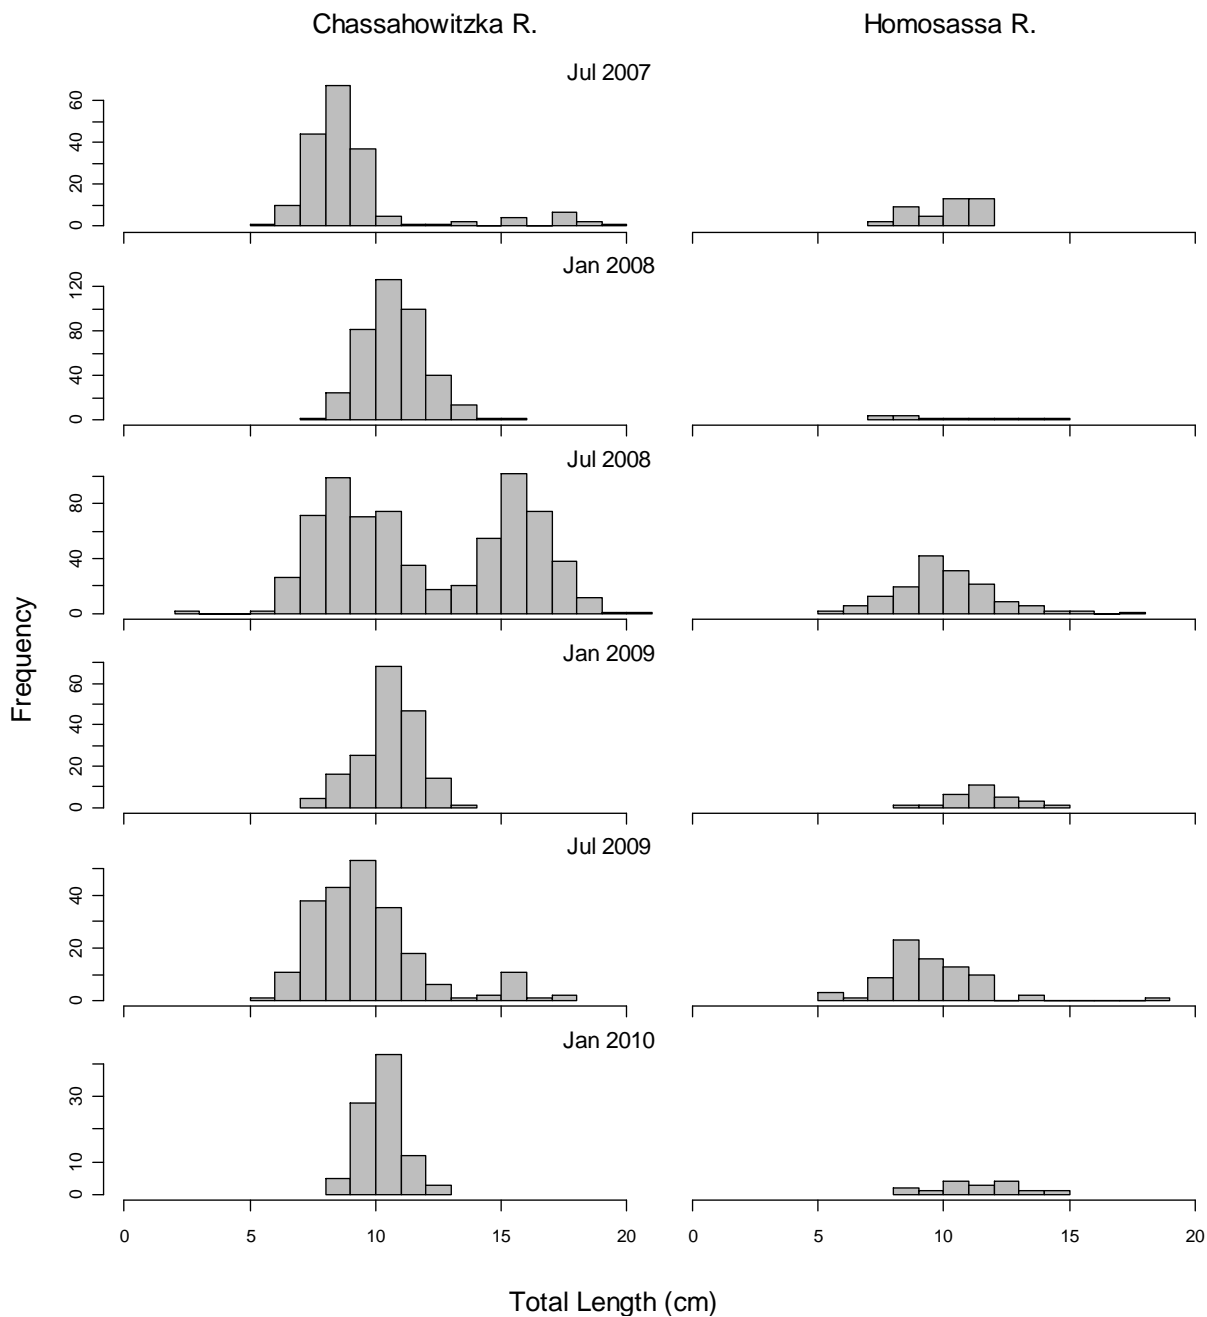 Chassahowitzka R. Homosassa R.
Jul 2007
0 20 40 60
Jan 2008
0 40 80 120
Jul 2008
0 40 80
Jan 2009
0 20 40 60
Jul 2009
0 20 40
Jan 2010
0 10 30
Frequency
0 5 10 15 20 0 5 10 15 20
Total Length (cm)